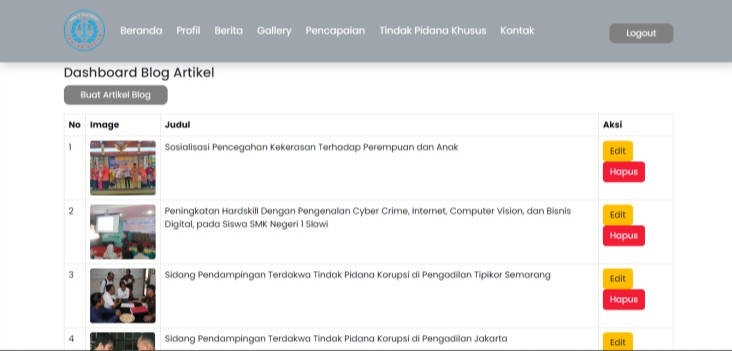 Beranda Profil Berita Gallery Pencapaian Tindak Pidana Khusus Kontak Logout
Dashboard Blog Artikel
Buat Artikel Blog
No Image Judul Aksi
1 Sosialisasi Pencegahan Kekerasan Terhadap Perempuan dan Anak Edit
Hapus
2 Peningkatan Hardskill Dengan Pengenalan Cyber Crime, Internet, Computer Vision, dan Bisnis Edit
Digital, pada Siswa SMK Negeri 1 Slawi
Hapus
3 Sidang Pendampingan Terdakwa Tindak Pidana Korupsi di Pengadilan Tipikor Semarang Edit
Hapus
4 Sidang Pendampingan Terdakwa Tindak Pidana Korupsi di Pengadilan Jakarta Edit